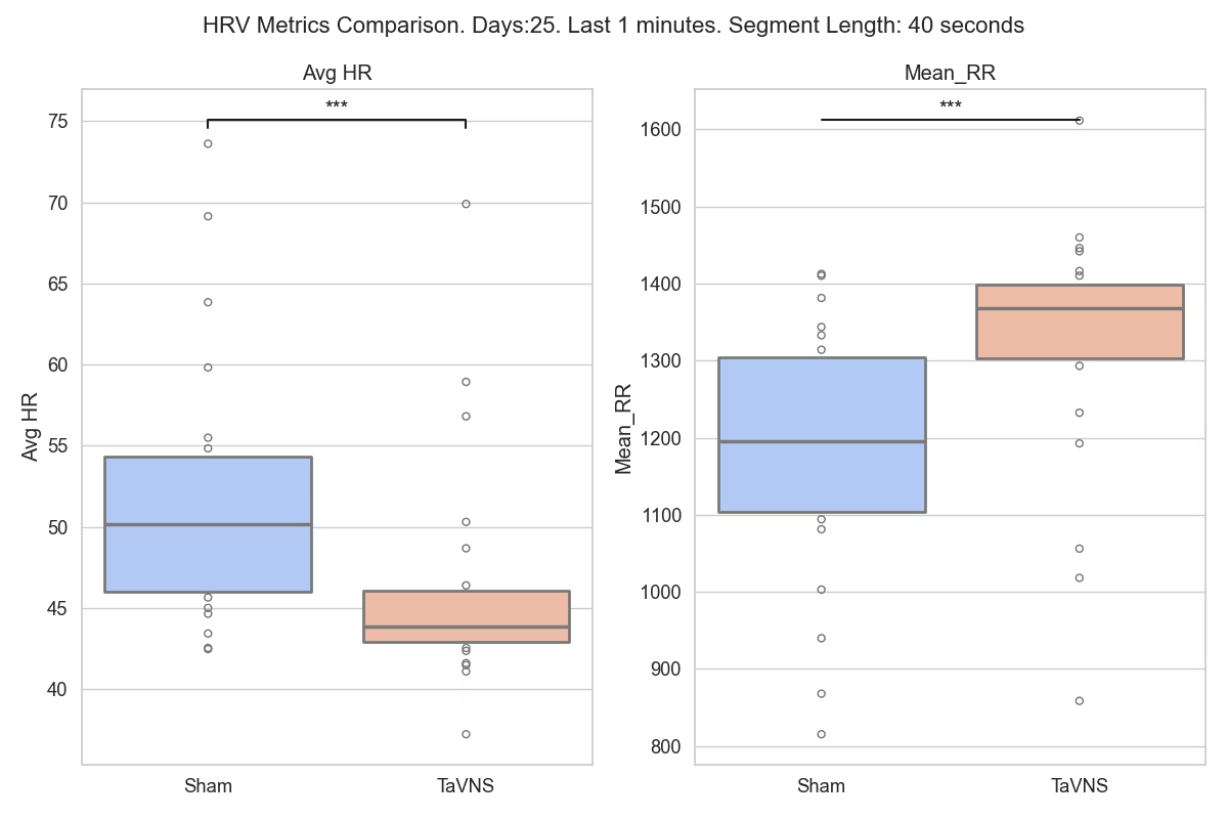 HRV Metrics Comparison. Days:25. Last 1 minutes. Segment Length: 40 seconds
Avg HR
***
75
70
65
60
55
50
45
40
Avg HR
Sham
TaVNS
Mean_RR
***
1600
1500
1400
1300
1200
1100
1000
900
800
Mean_RR
Sham
TaVNS